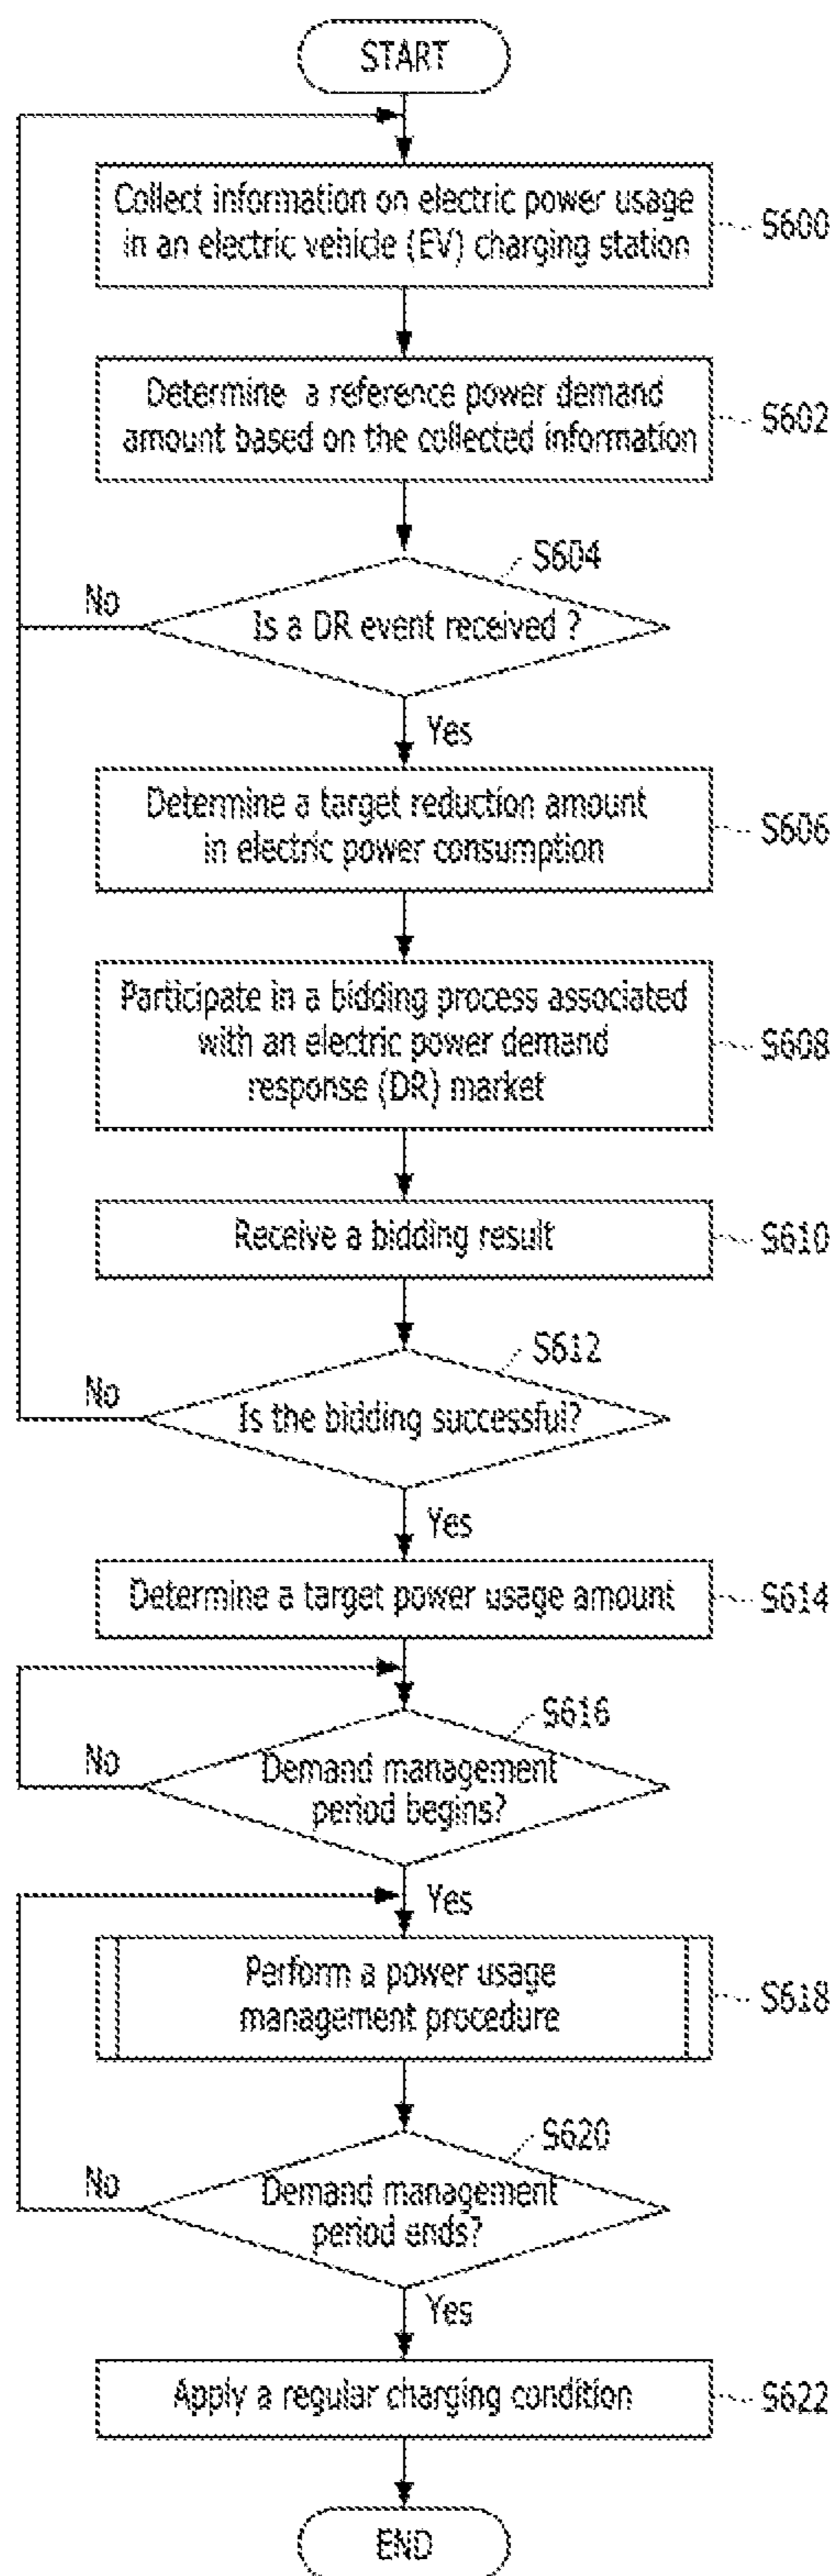 START
Collect information on electric power usage
in an electric vehicle (EV) charging station
S600
Determine a reference power demand
amount based on the collected information
S602
S604
No
Is a DR event received ?
Yes
Determine a target reduction amount
in electric power consumption
S606
Participate in a bidding process associated
with an electric power demand
response (DR) market
S608
Receive a bidding result
S610
S612
No
Is the bidding successful?
Yes
Determine a target power usage amount
S614
S616
No
Demand management
period begins?
Yes
Perform a power usage
management procedure
S618
S620
No
Demand management
period ends?
Yes
Apply a regular charging condition
S622
END